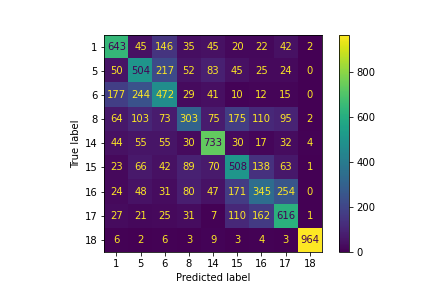 1 643 45 146 35 45 20 22 42 2
5 50 504 217 52 83 45 25 24 0
6 177 244 472 29 41 10 12 15 0
8 64 103 73 303 75 175 110 95 2
14 44 55 55 30 733 30 17 32 4
15 23 66 42 89 70 508 138 63 1
16 24 48 31 80 47 171 345 254 0
17 27 21 25 31 7 110 162 616 1
18 6 2 6 3 9 3 4 3 964
1 5 6 8 14 15 16 17 18
Predicted label
True label
800
600
400
200
0